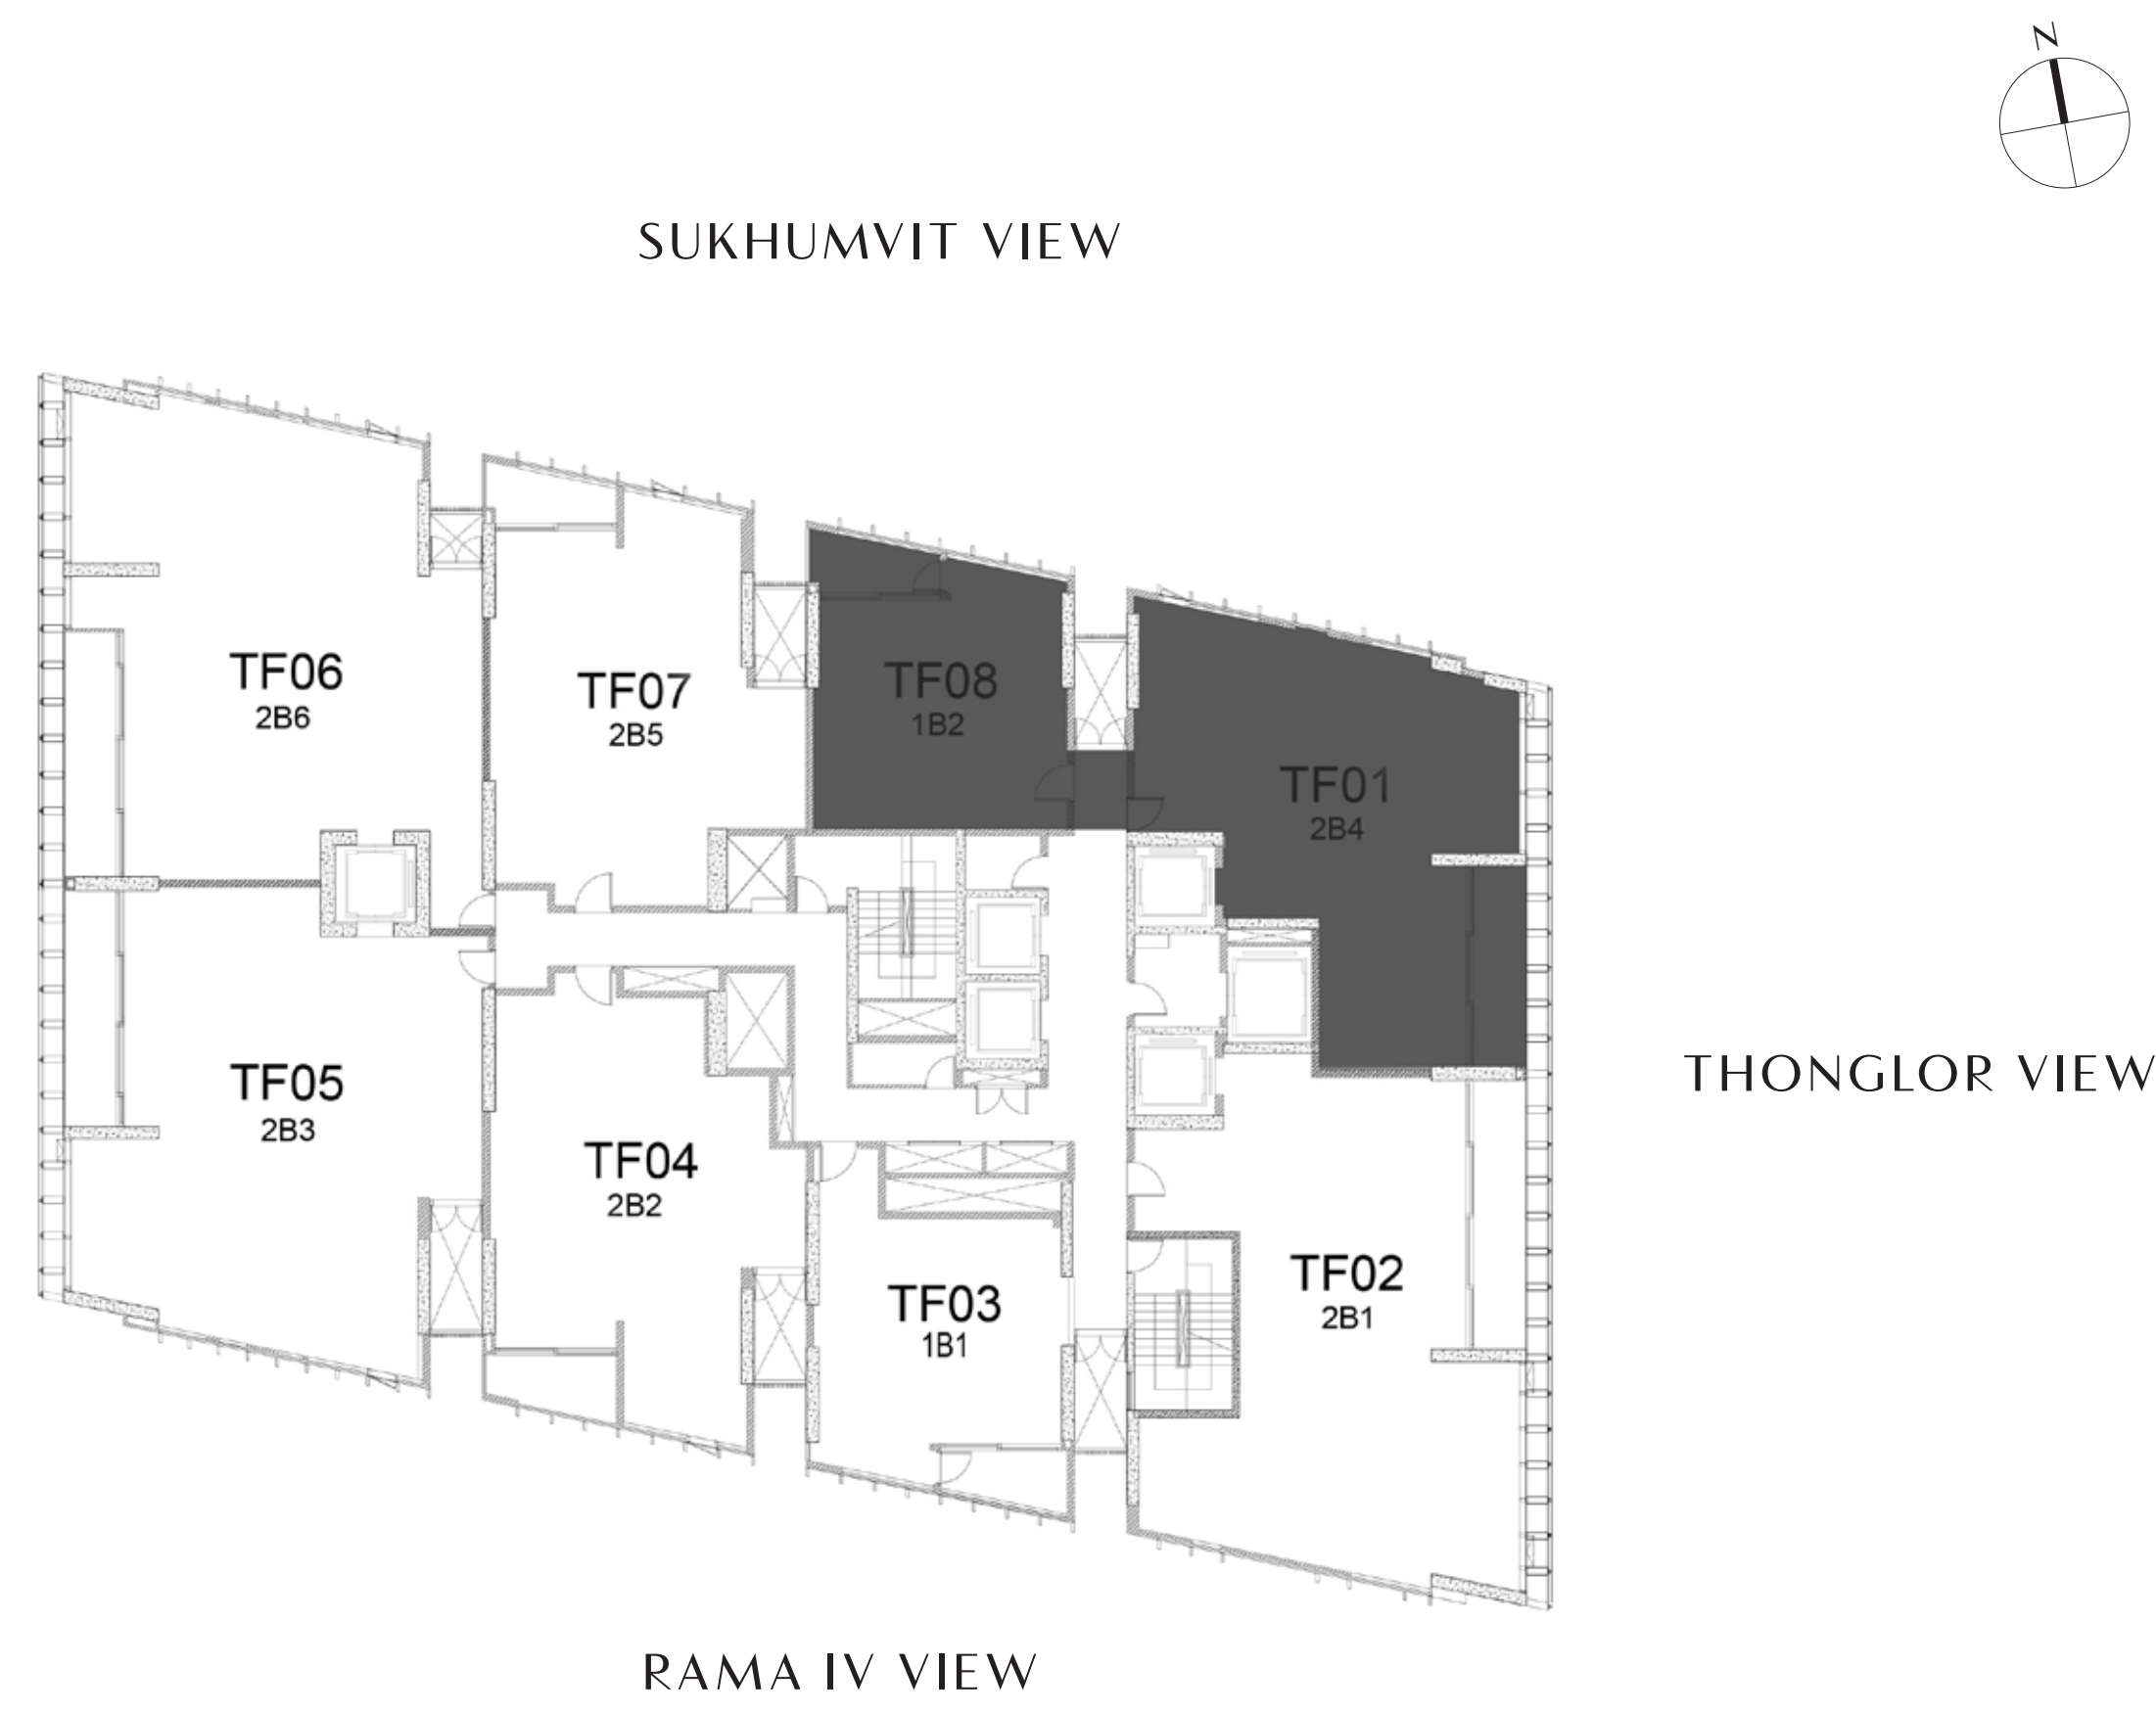 N
SUKHUMVIT VIEW
TF06
2B6
TF07
2B5
TF08
1B2
TF01
2B4
THONGLOR VIEW
TF05
2B3
TF04
2B2
TF03
1B1
TF02
2B1
RAMA IV VIEW